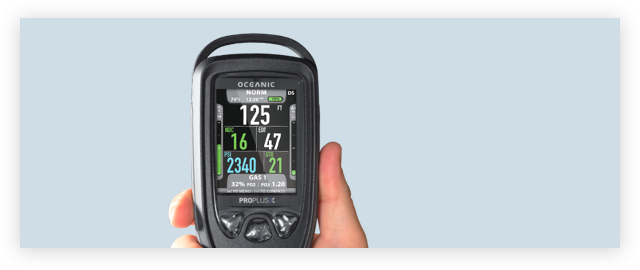 OCEANIC
NORM
DS
125 FT
NDC EDT
16 47
PSI
2340 21
GAS 1
32% FO2 PO2 1.20
PROPLUS X